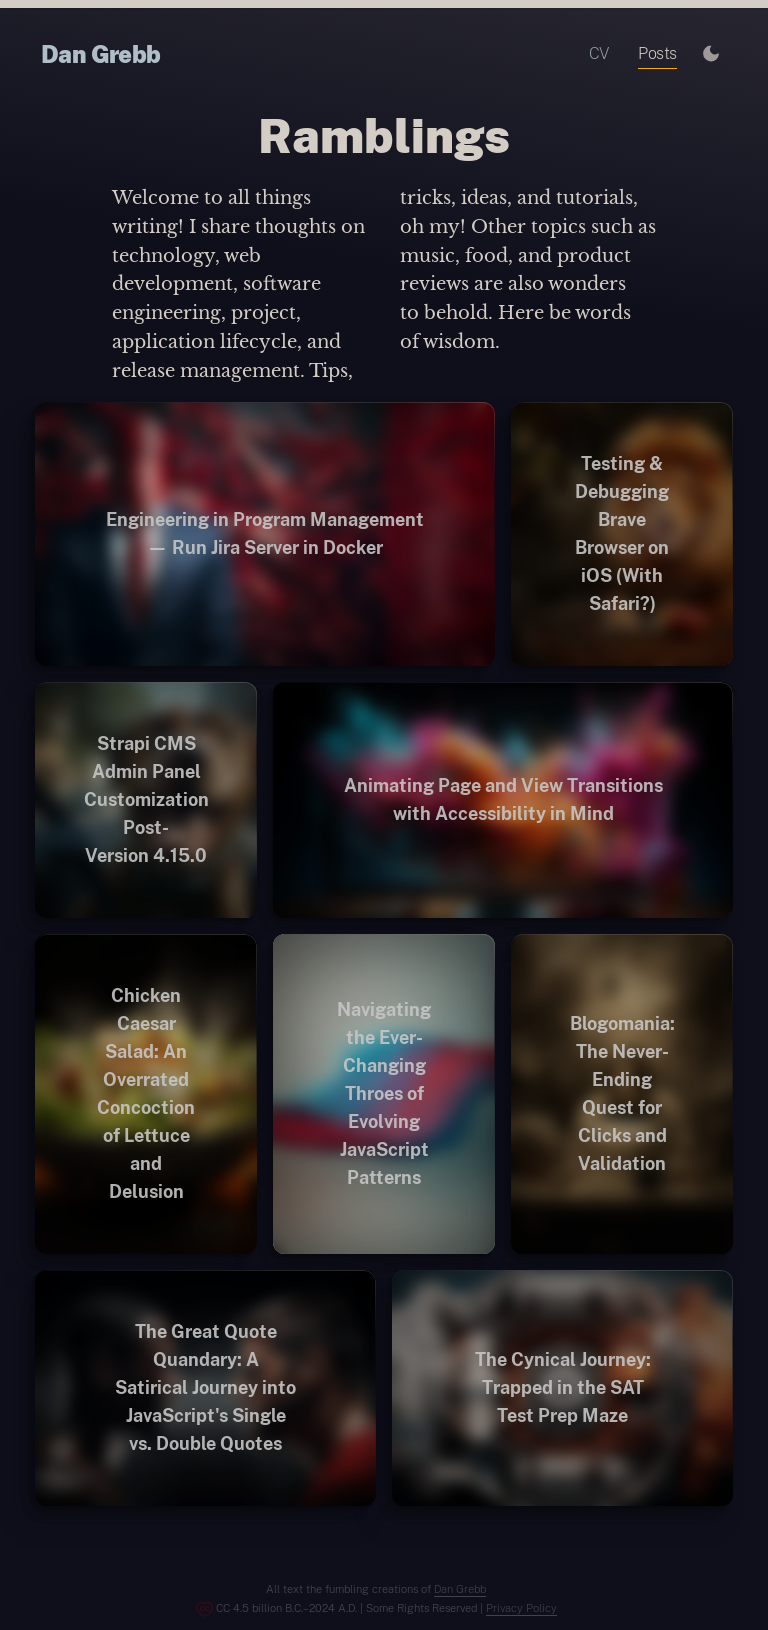 Dan Grebb
CV
Posts
Ramblings
Welcome to all things
writing! I share thoughts on
technology, web
development, software
engineering, project,
application lifecycle, and
release management. Tips,
tricks, ideas, and tutorials,
oh my! Other topics such as
music, food, and product
reviews are also wonders
to behold. Here be words
of wisdom.
Engineering in Program Management
— Run Jira Server in Docker
Testing &
Debugging
Brave
Browser on
iOS (With
Safari?)
Strapi CMS
Admin Panel
Customization
Post-
Version 4.15.0
Animating Page and View Transitions
with Accessibility in Mind
Chicken
Caesar
Salad: An
Overrated
Concoction
of Lettuce
and
Delusion
Navigating
the Ever-
Changing
Throes of
Evolving
JavaScript
Patterns
Blogomania:
The Never-
Ending
Quest for
Clicks and
Validation
The Great Quote
Quandary: A
Satirical Journey into
JavaScript's Single
vs. Double Quotes
The Cynical Journey:
Trapped in the SAT
Test Prep Maze
All text the fumbling creations of Dan Grebb
CC 4.5 billion B.C.–2024 A.D. | Some Rights Reserved | Privacy Policy